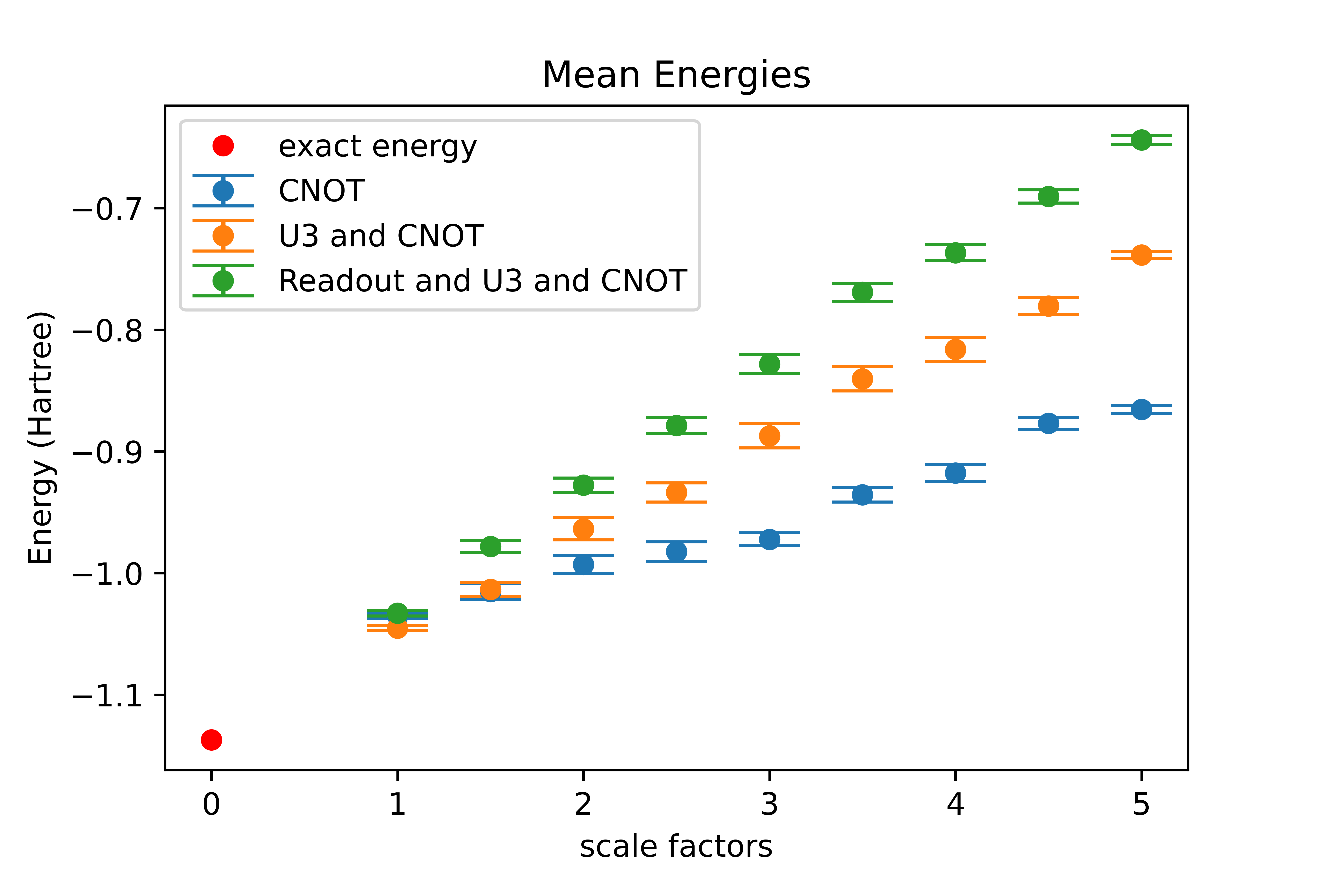 Mean Energies
exact energy
CNOT
U3 and CNOT
Readout and U3 and CNOT
Energy (Hartree)
−0.7
−0.8
−0.9
−1.0
−1.1
0 1 2 3 4 5
scale factors